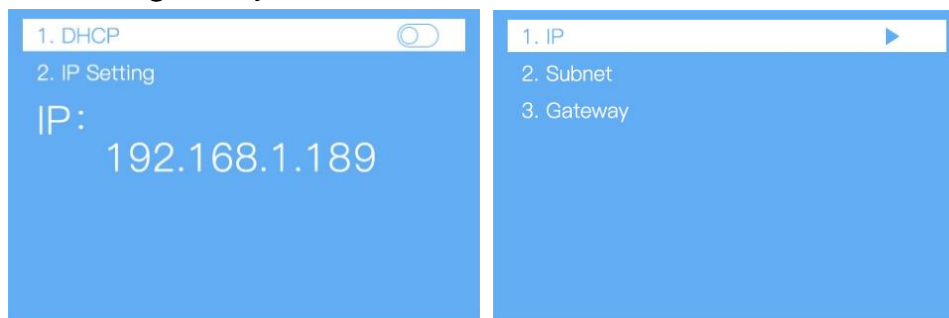 1. DHCP
2. IP Setting
IP:
192.168.1.189
1. IP
2. Subnet
3. Gateway